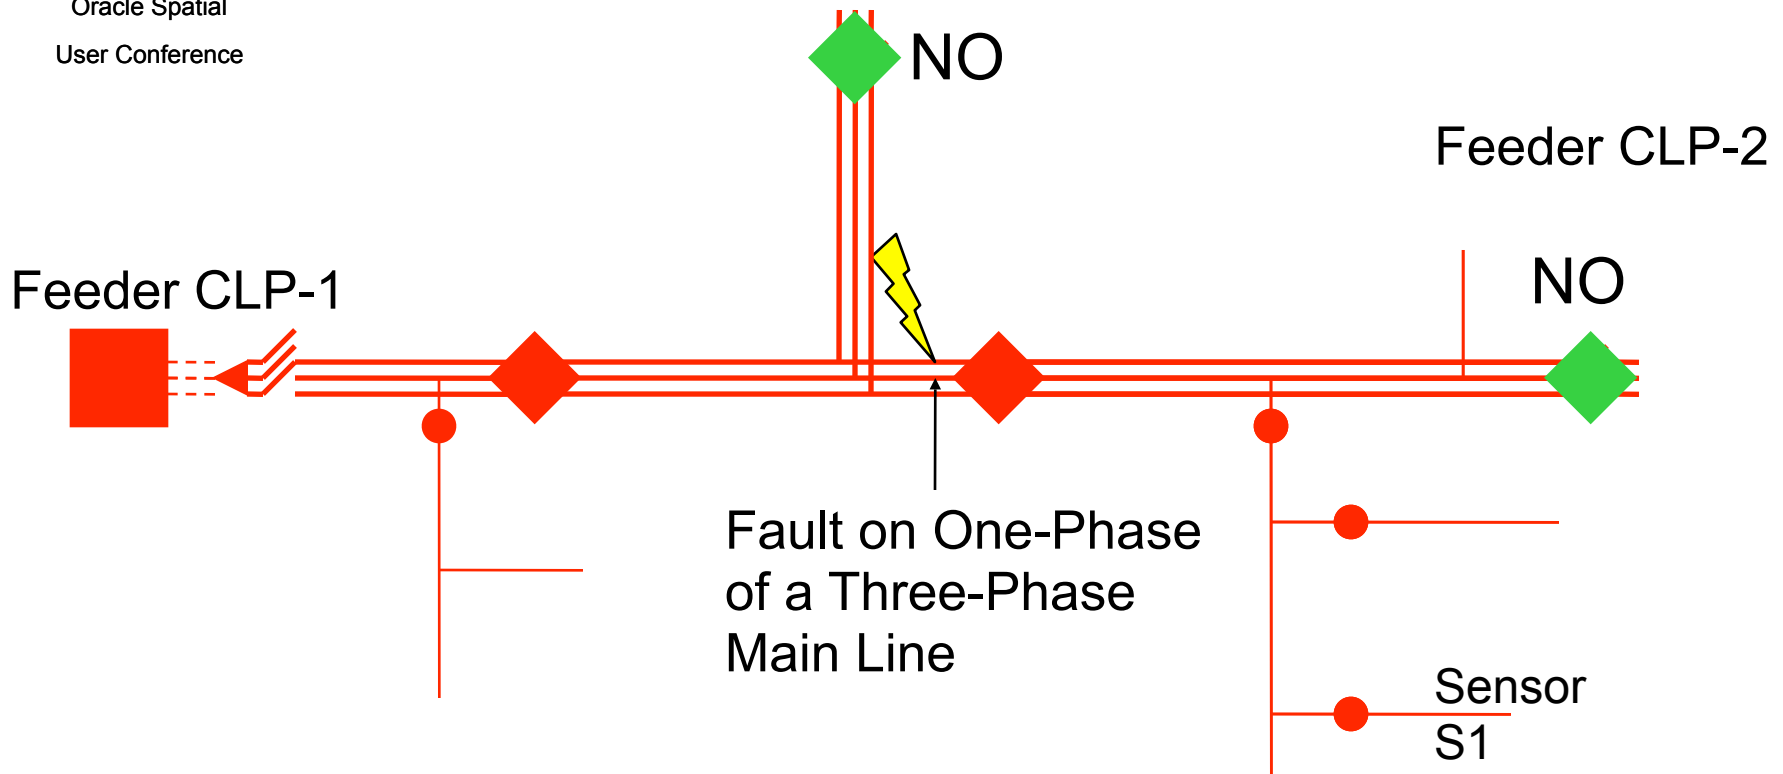 Oracle Spatial
User Conference
NO
Feeder CLP-2
Feeder CLP-1
NO
Fault on One-Phase
of a Three-Phase
Main Line
Sensor
S1